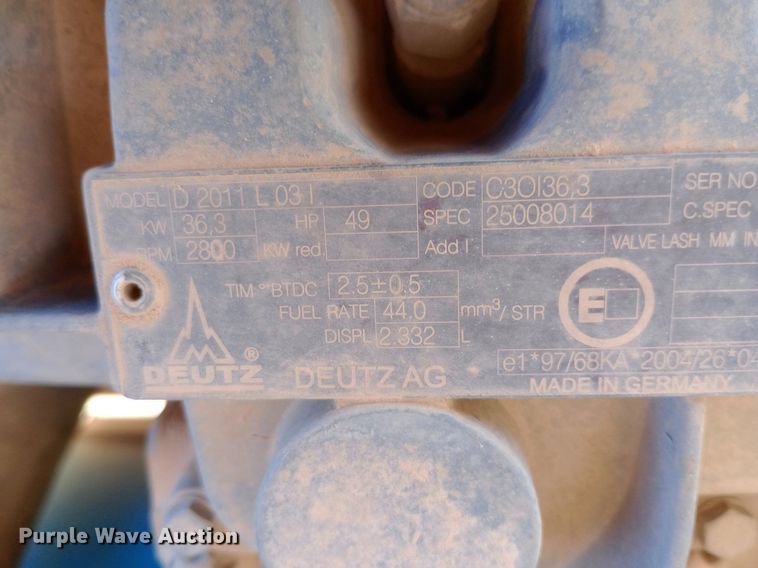 MODEL D 2011 L 03 I CODE C3OI36,3 SER NO
KW 36,3 HP 49 SPEC 25008014 C.SPEC
RPM 2800 KW red. Add I VALVE LASH MM IN
TIM °BTDC 2.5±0.5
FUEL RATE 44.0 mm³/STR E
DISPL 2.332 L
e1*97/68KA*2004/26*0
DEUTZ ® DEUTZ AG MADE IN GERMANY
Purple Wave Auction